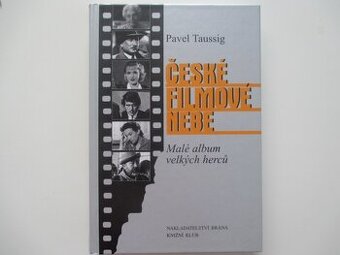 Pavel Taussig
ČESKÉ
FILMOVÉ
NEBE
Malé album
velkých herců
NAKLADATELSTVÍ BRÁNA
KNIŽNÍ KLUB